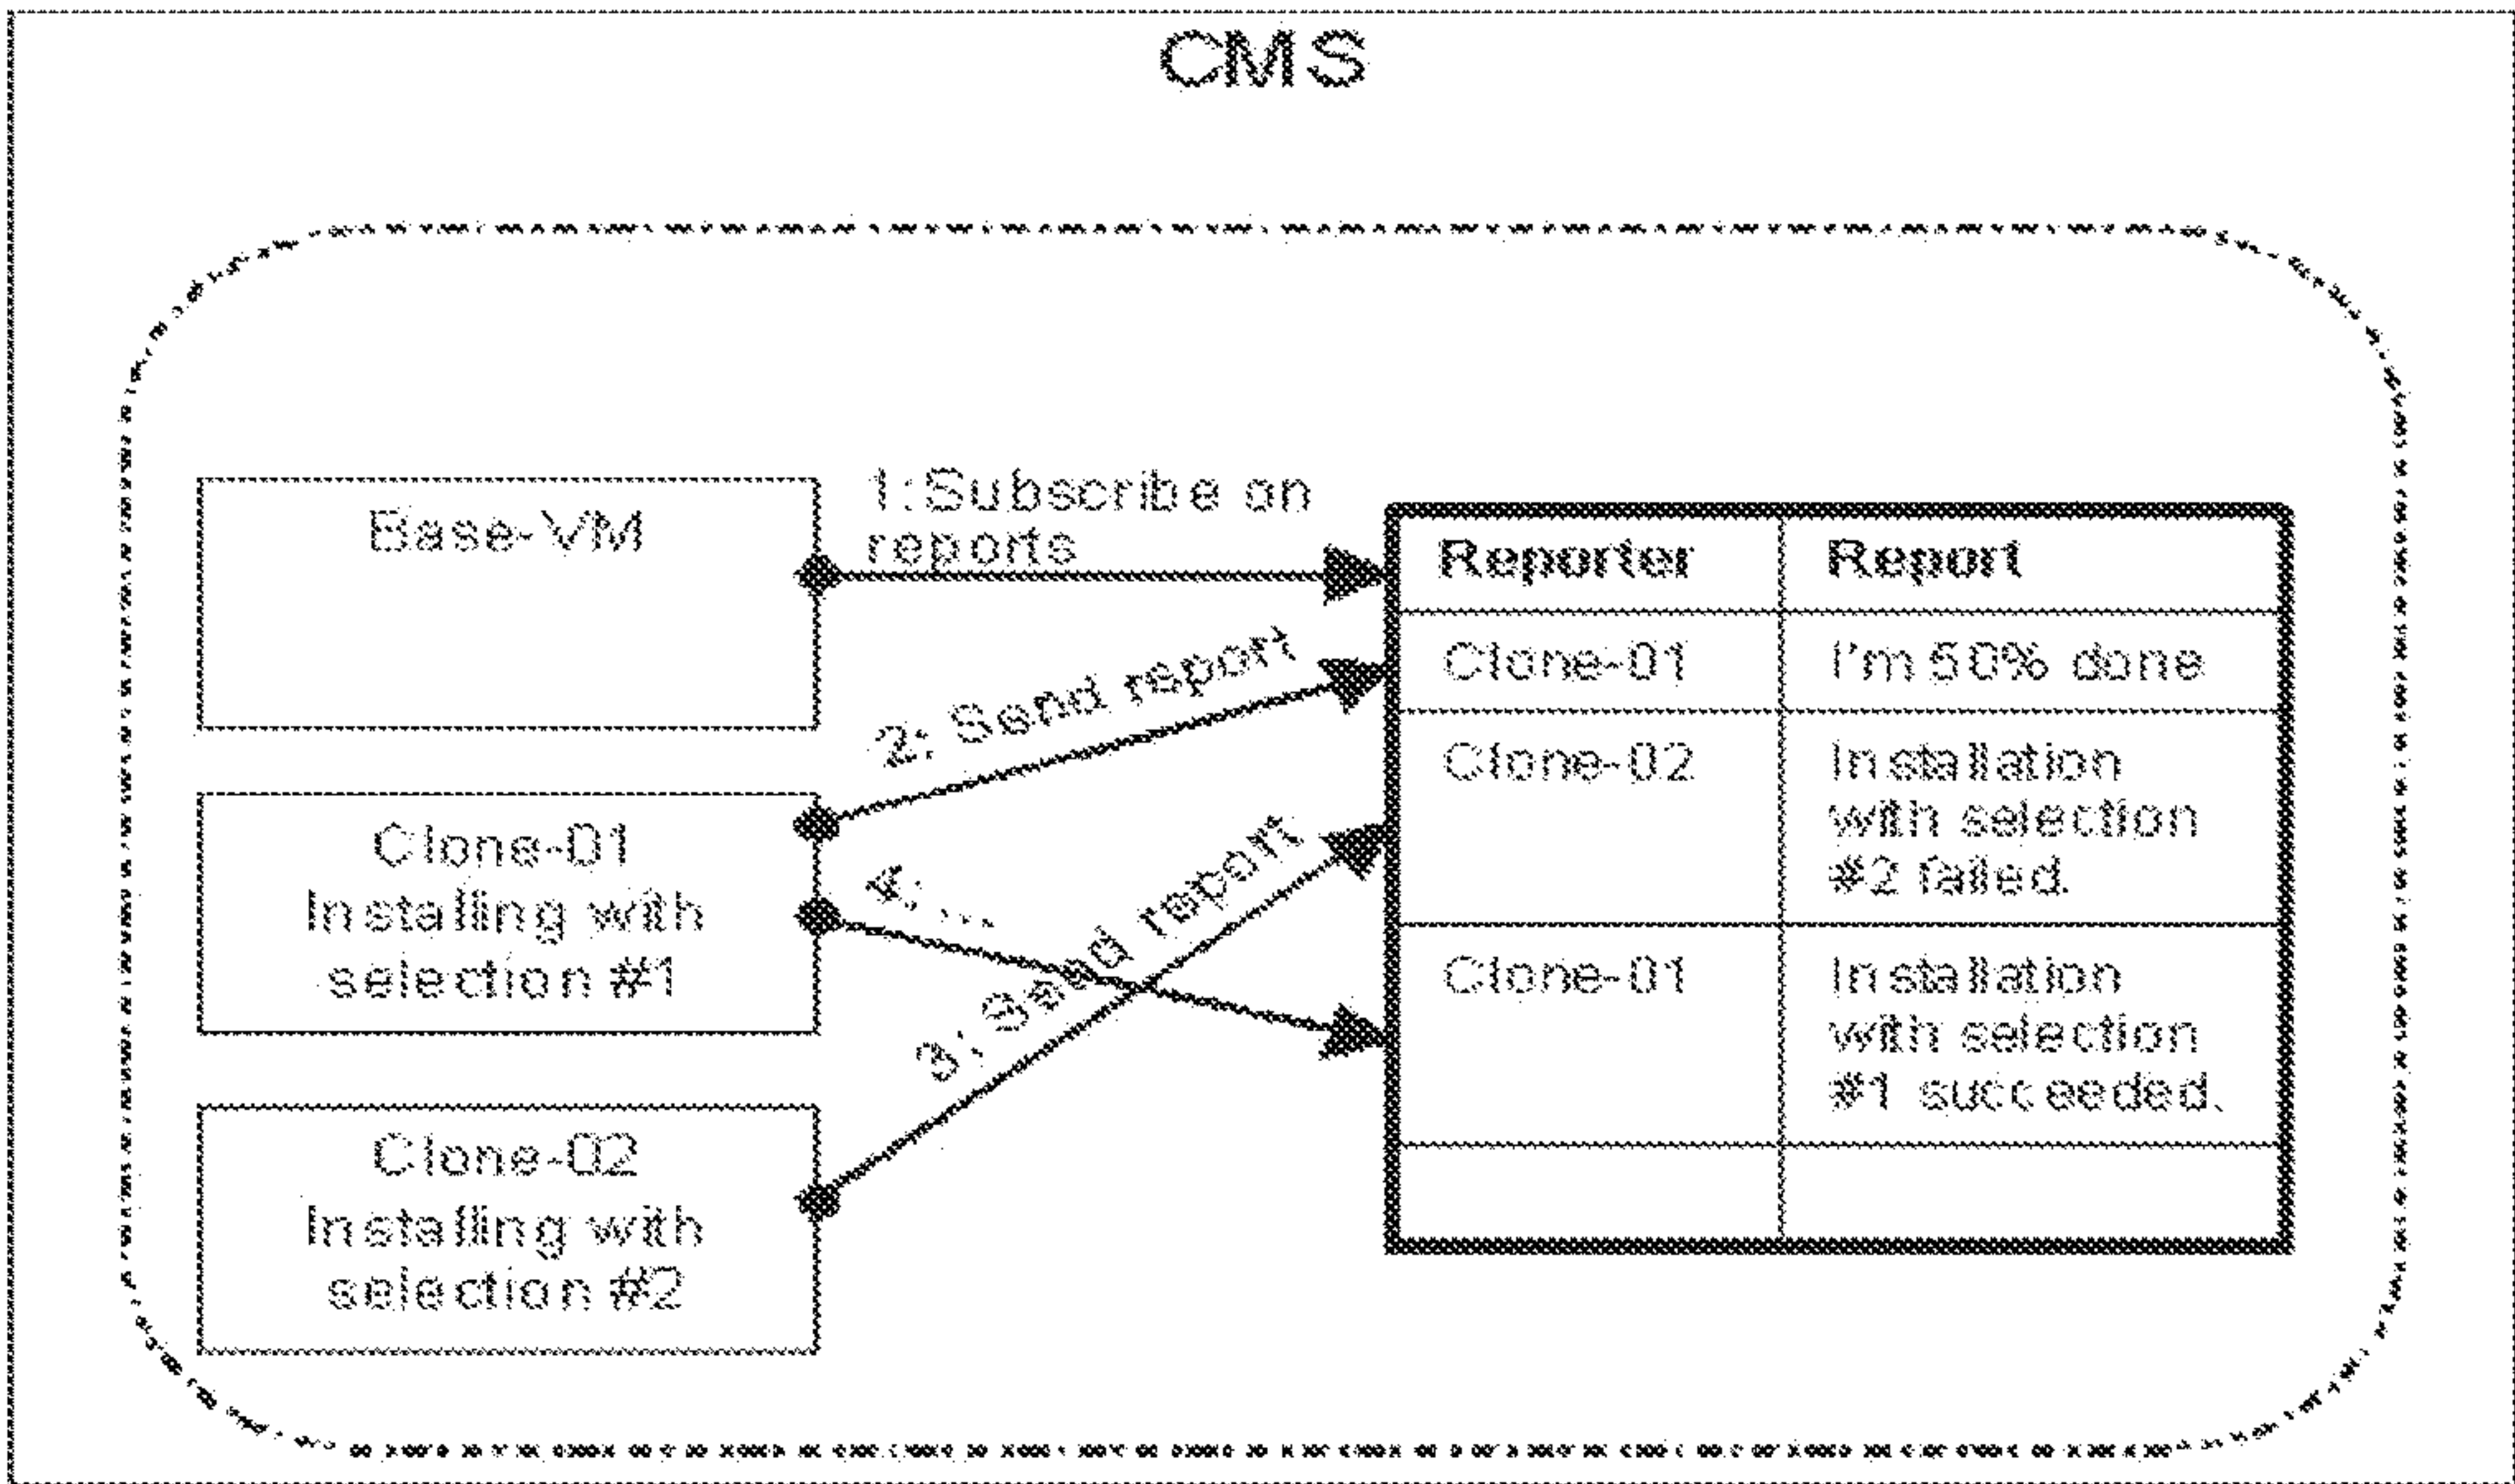 CMS
Base-VM
1:Subscribe on
reports
2: Send report
Clone-01
Installing with
selection #1
4: ...
3: Send report
Clone-02
Installing with
selection #2
Reporter
Report
Clone-01
I'm 50% done
Clone-02
Installation
with selection
#2 failed.
Clone-01
Installation
with selection
#1 succeeded.